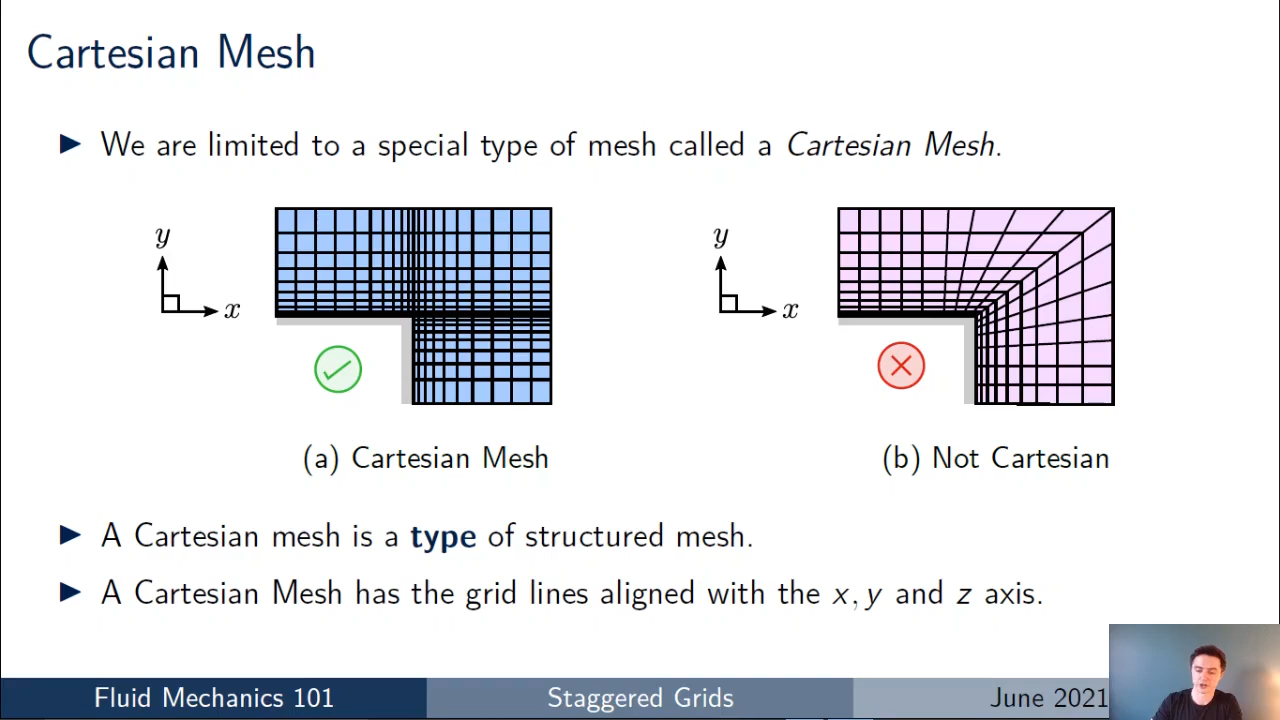 Cartesian Mesh
▶ We are limited to a special type of mesh called a Cartesian Mesh.
y
x
y
x
(a) Cartesian Mesh
(b) Not Cartesian
▶ A Cartesian mesh is a type of structured mesh.
▶ A Cartesian Mesh has the grid lines aligned with the x, y and z axis.
Fluid Mechanics 101
Staggered Grids
June 2021